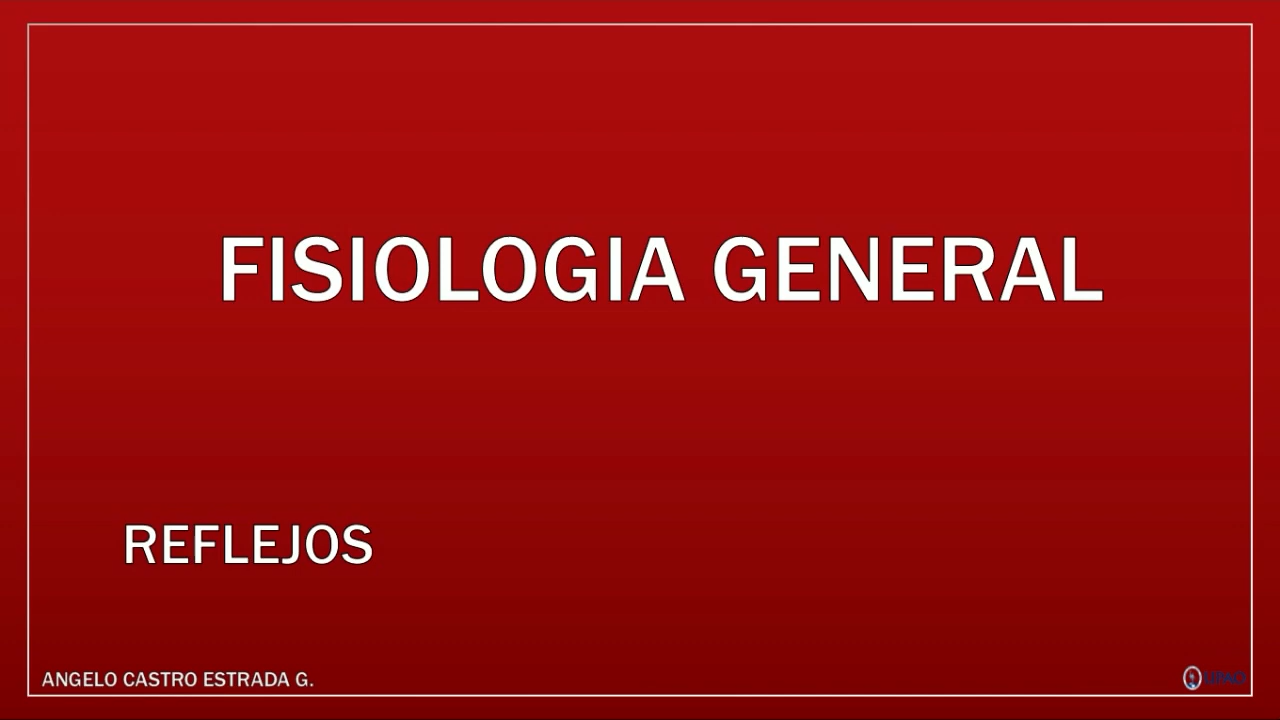 FISIOLOGIA GENERAL
REFLEJOS
ANGELO CASTRO ESTRADA G.
UPAO